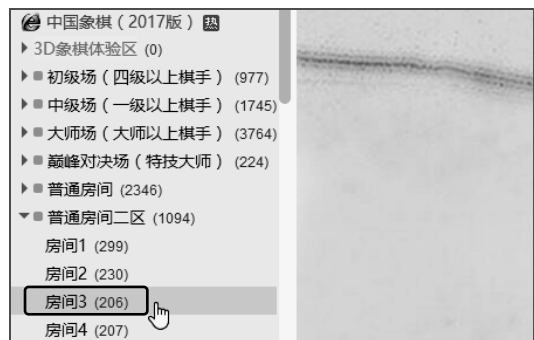 中国象棋（2017版） 热
3D象棋体验区 (0)
初级场（四级以上棋手） (977)
中级场（一级以上棋手） (1745)
大师场（大师以上棋手） (3764)
巅峰对决场（特技大师） (224)
普通房间 (2346)
普通房间二区 (1094)
房间1 (299)
房间2 (230)
房间3 (206)
房间4 (207)